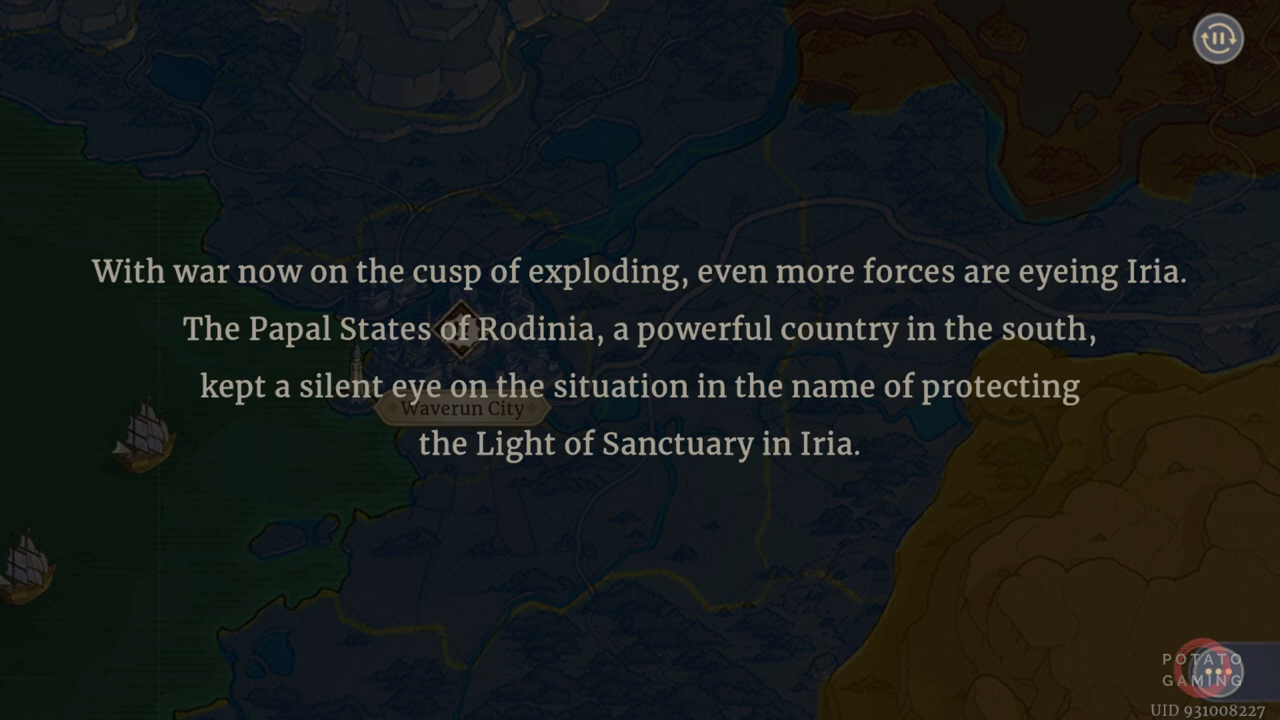 With war now on the cusp of exploding, even more forces are eyeing Iria.
The Papal States of Rodinia, a powerful country in the south,
kept a silent eye on the situation in the name of protecting
Waverun City
the Light of Sanctuary in Iria.
POTATO
GAMING
UID 931008227